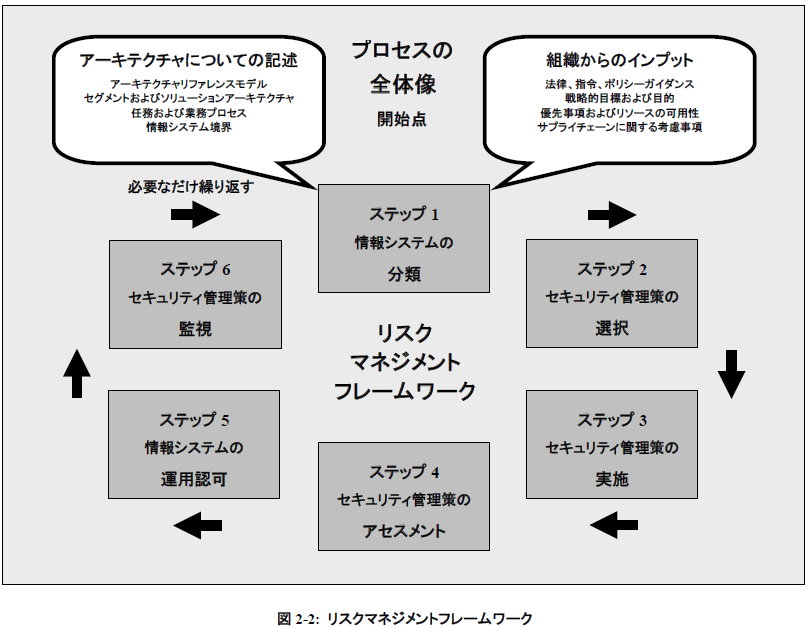 アーキテクチャについての記述
アーキテクチャリファレンスモデル
セグメントおよびソリューションアーキテクチャ
任務および業務プロセス
情報システム境界
プロセスの
全体像
開始点
組織からのインプット
法律、指令、ポリシーガイダンス
戦略的目標および目的
優先事項およびリソースの可用性
サプライチェーンに関する考慮事項
必要なだけ繰り返す
ステップ 1
情報システムの
分類
ステップ 2
セキュリティ管理策の
選択
ステップ 3
セキュリティ管理策の
実施
ステップ 4
セキュリティ管理策の
アセスメント
ステップ 5
情報システムの
運用認可
ステップ 6
セキュリティ管理策の
監視
リスク
マネジメント
フレームワーク
図 2-2: リスクマネジメントフレームワーク